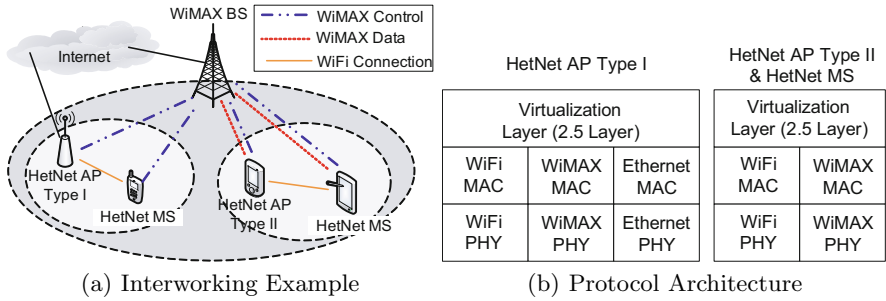 WiMAX BS
Internet
WiMAX Control
WiMAX Data
WiFi Connection
HetNet AP
Type I
HetNet MS
HetNet AP
Type II
HetNet MS
(a) Interworking Example
HetNet AP Type I
Virtualization
Layer (2.5 Layer)
WiFi
MAC
WiMAX
MAC
Ethernet
MAC
WiFi
PHY
WiMAX
PHY
Ethernet
PHY
HetNet AP Type II
& HetNet MS
Virtualization
Layer (2.5 Layer)
WiFi
MAC
WiMAX
MAC
WiFi
PHY
WiMAX
PHY
(b) Protocol Architecture